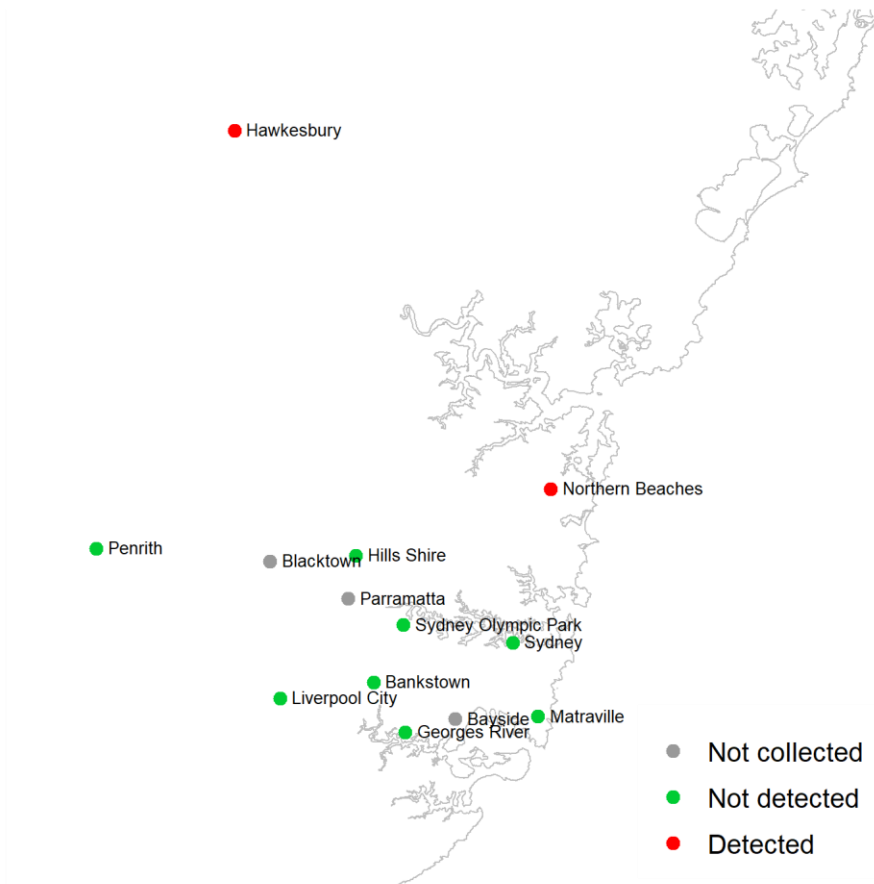 Hawkesbury
Northern Beaches
Penrith
Hills Shire
Blacktown
Parramatta
Sydney Olympic Park
Sydney
Bankstown
Liverpool City
Bayside
Matraville
Georges River
Not collected
Not detected
Detected